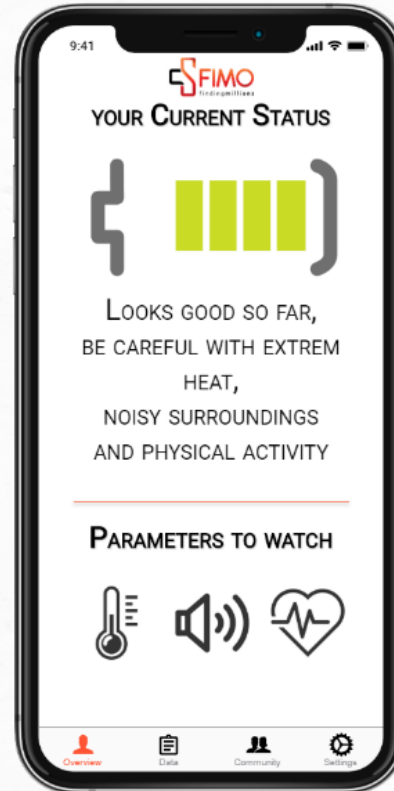 9:41
FIMO
findingmillions
YOUR CURRENT STATUS
LOOKS GOOD SO FAR,
BE CAREFUL WITH EXTREM
HEAT,
NOISY SURROUNDINGS
AND PHYSICAL ACTIVITY
PARAMETERS TO WATCH
Overview Data Community Settings